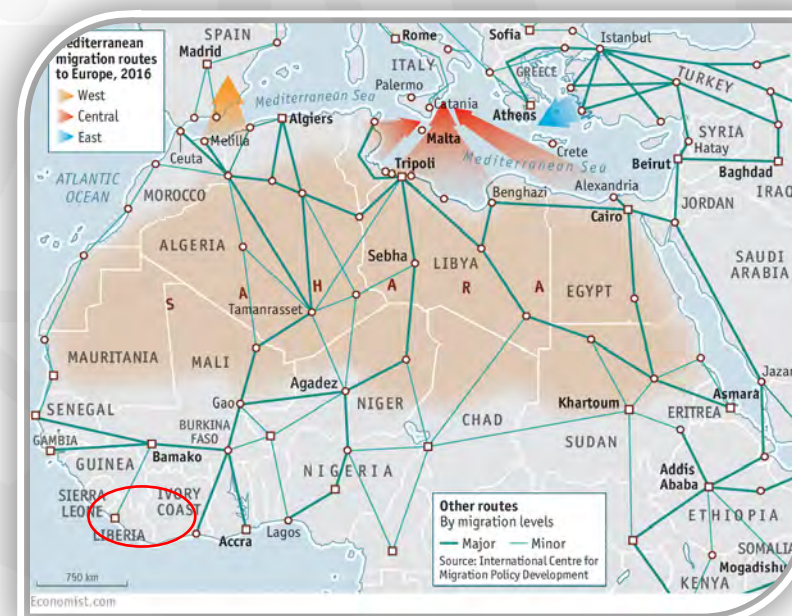 editerranean
migration routes
to Europe, 2016
West
Central
East
SPAIN
Madrid
Rome
ITALY
Palermo
Catania
Sofia
Istanbul
GREECE
TURKEY
Athens
Mediterranean Sea
Algiers
Melilla
Ceuta
Malta
Tripoli
Mediterranean Sea
Crete
SYRIA
Hatay
Beirut
Baghdad
IRAQ
ATLANTIC
OCEAN
MOROCCO
Benghazi
Alexandria
Cairo
JORDAN
ALGERIA
Sebha
LIBYA
EGYPT
SAUDI
ARABIA
SAHARA
Tamanrasset
MAURITANIA
MALI
Agadez
NIGER
Gao
CHAD
Khartoum
SUDAN
Asmara
ERITREA
Jazan
SENEGAL
GAMBIA
BURKINA
FASO
Bamako
GUINEA
NIGERIA
Addis
Ababa
ETHIOPIA
SIERRA
LEONE
IVORY
COAST
LIBERIA
Accra
Lagos
SOMALIA
Mogadishu
KENYA
Other routes
By migration levels
Major
Minor
Source: International Centre for
Migration Policy Development
750 km
Economist.com